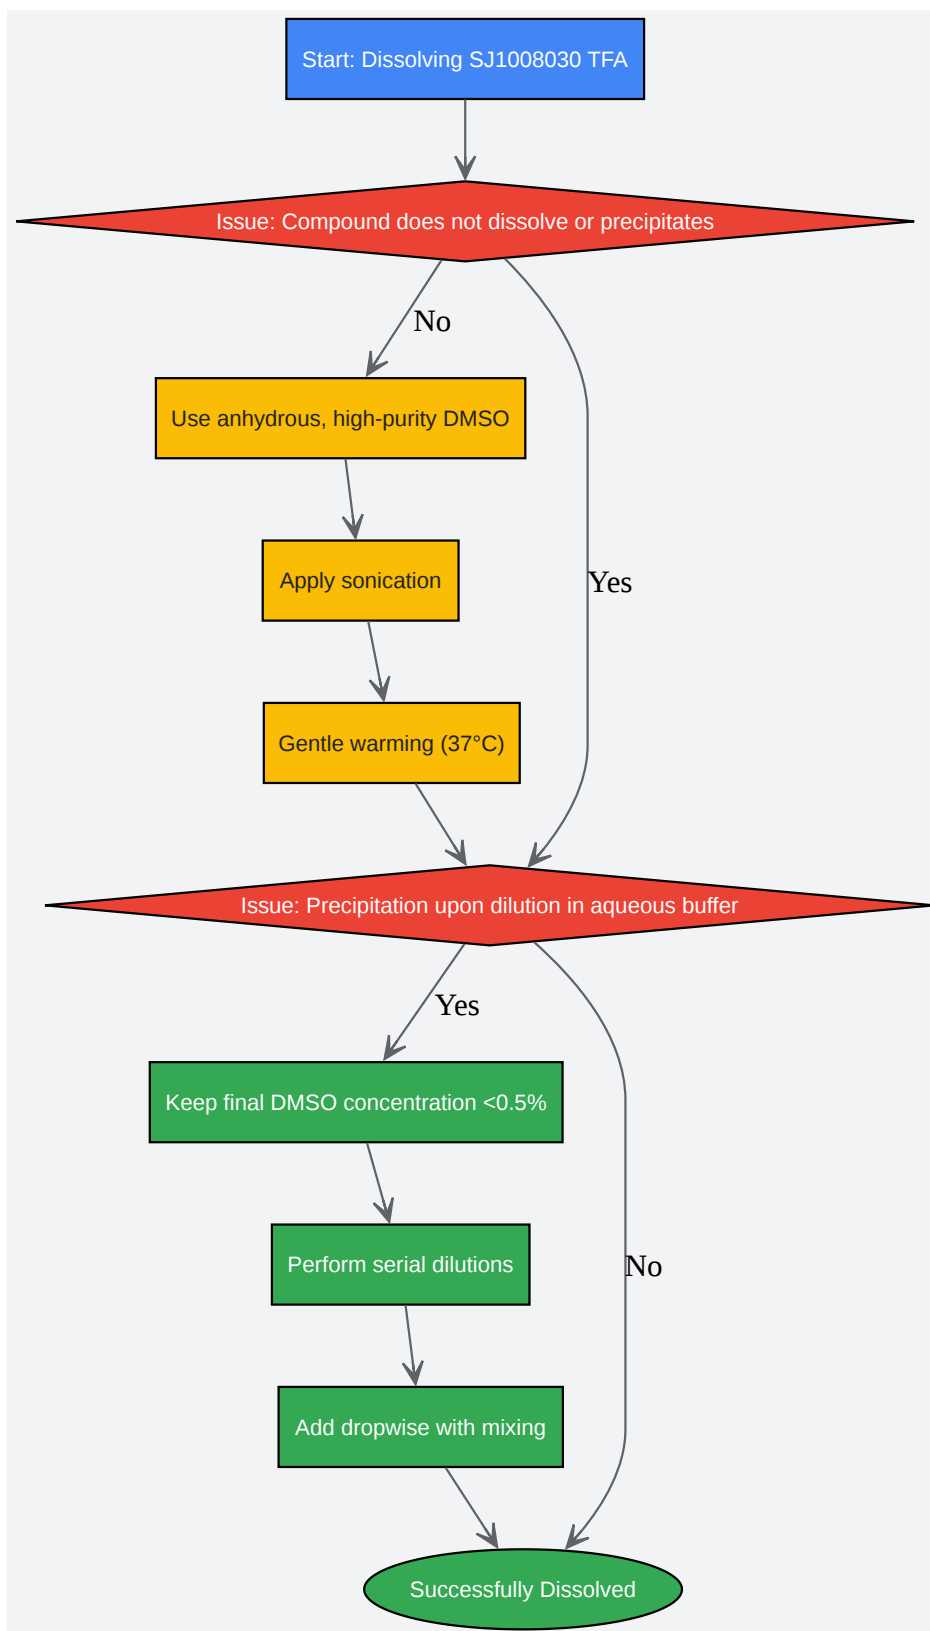 Start: Dissolving SJ1008030 TFA
Issue: Compound does not dissolve or precipitates
No
Use anhydrous, high-purity DMSO
Apply sonication
Yes
Gentle warming (37°C)
Issue: Precipitation upon dilution in aqueous buffer
Yes
Keep final DMSO concentration <0.5%
Perform serial dilutions
No
Add dropwise with mixing
Successfully Dissolved